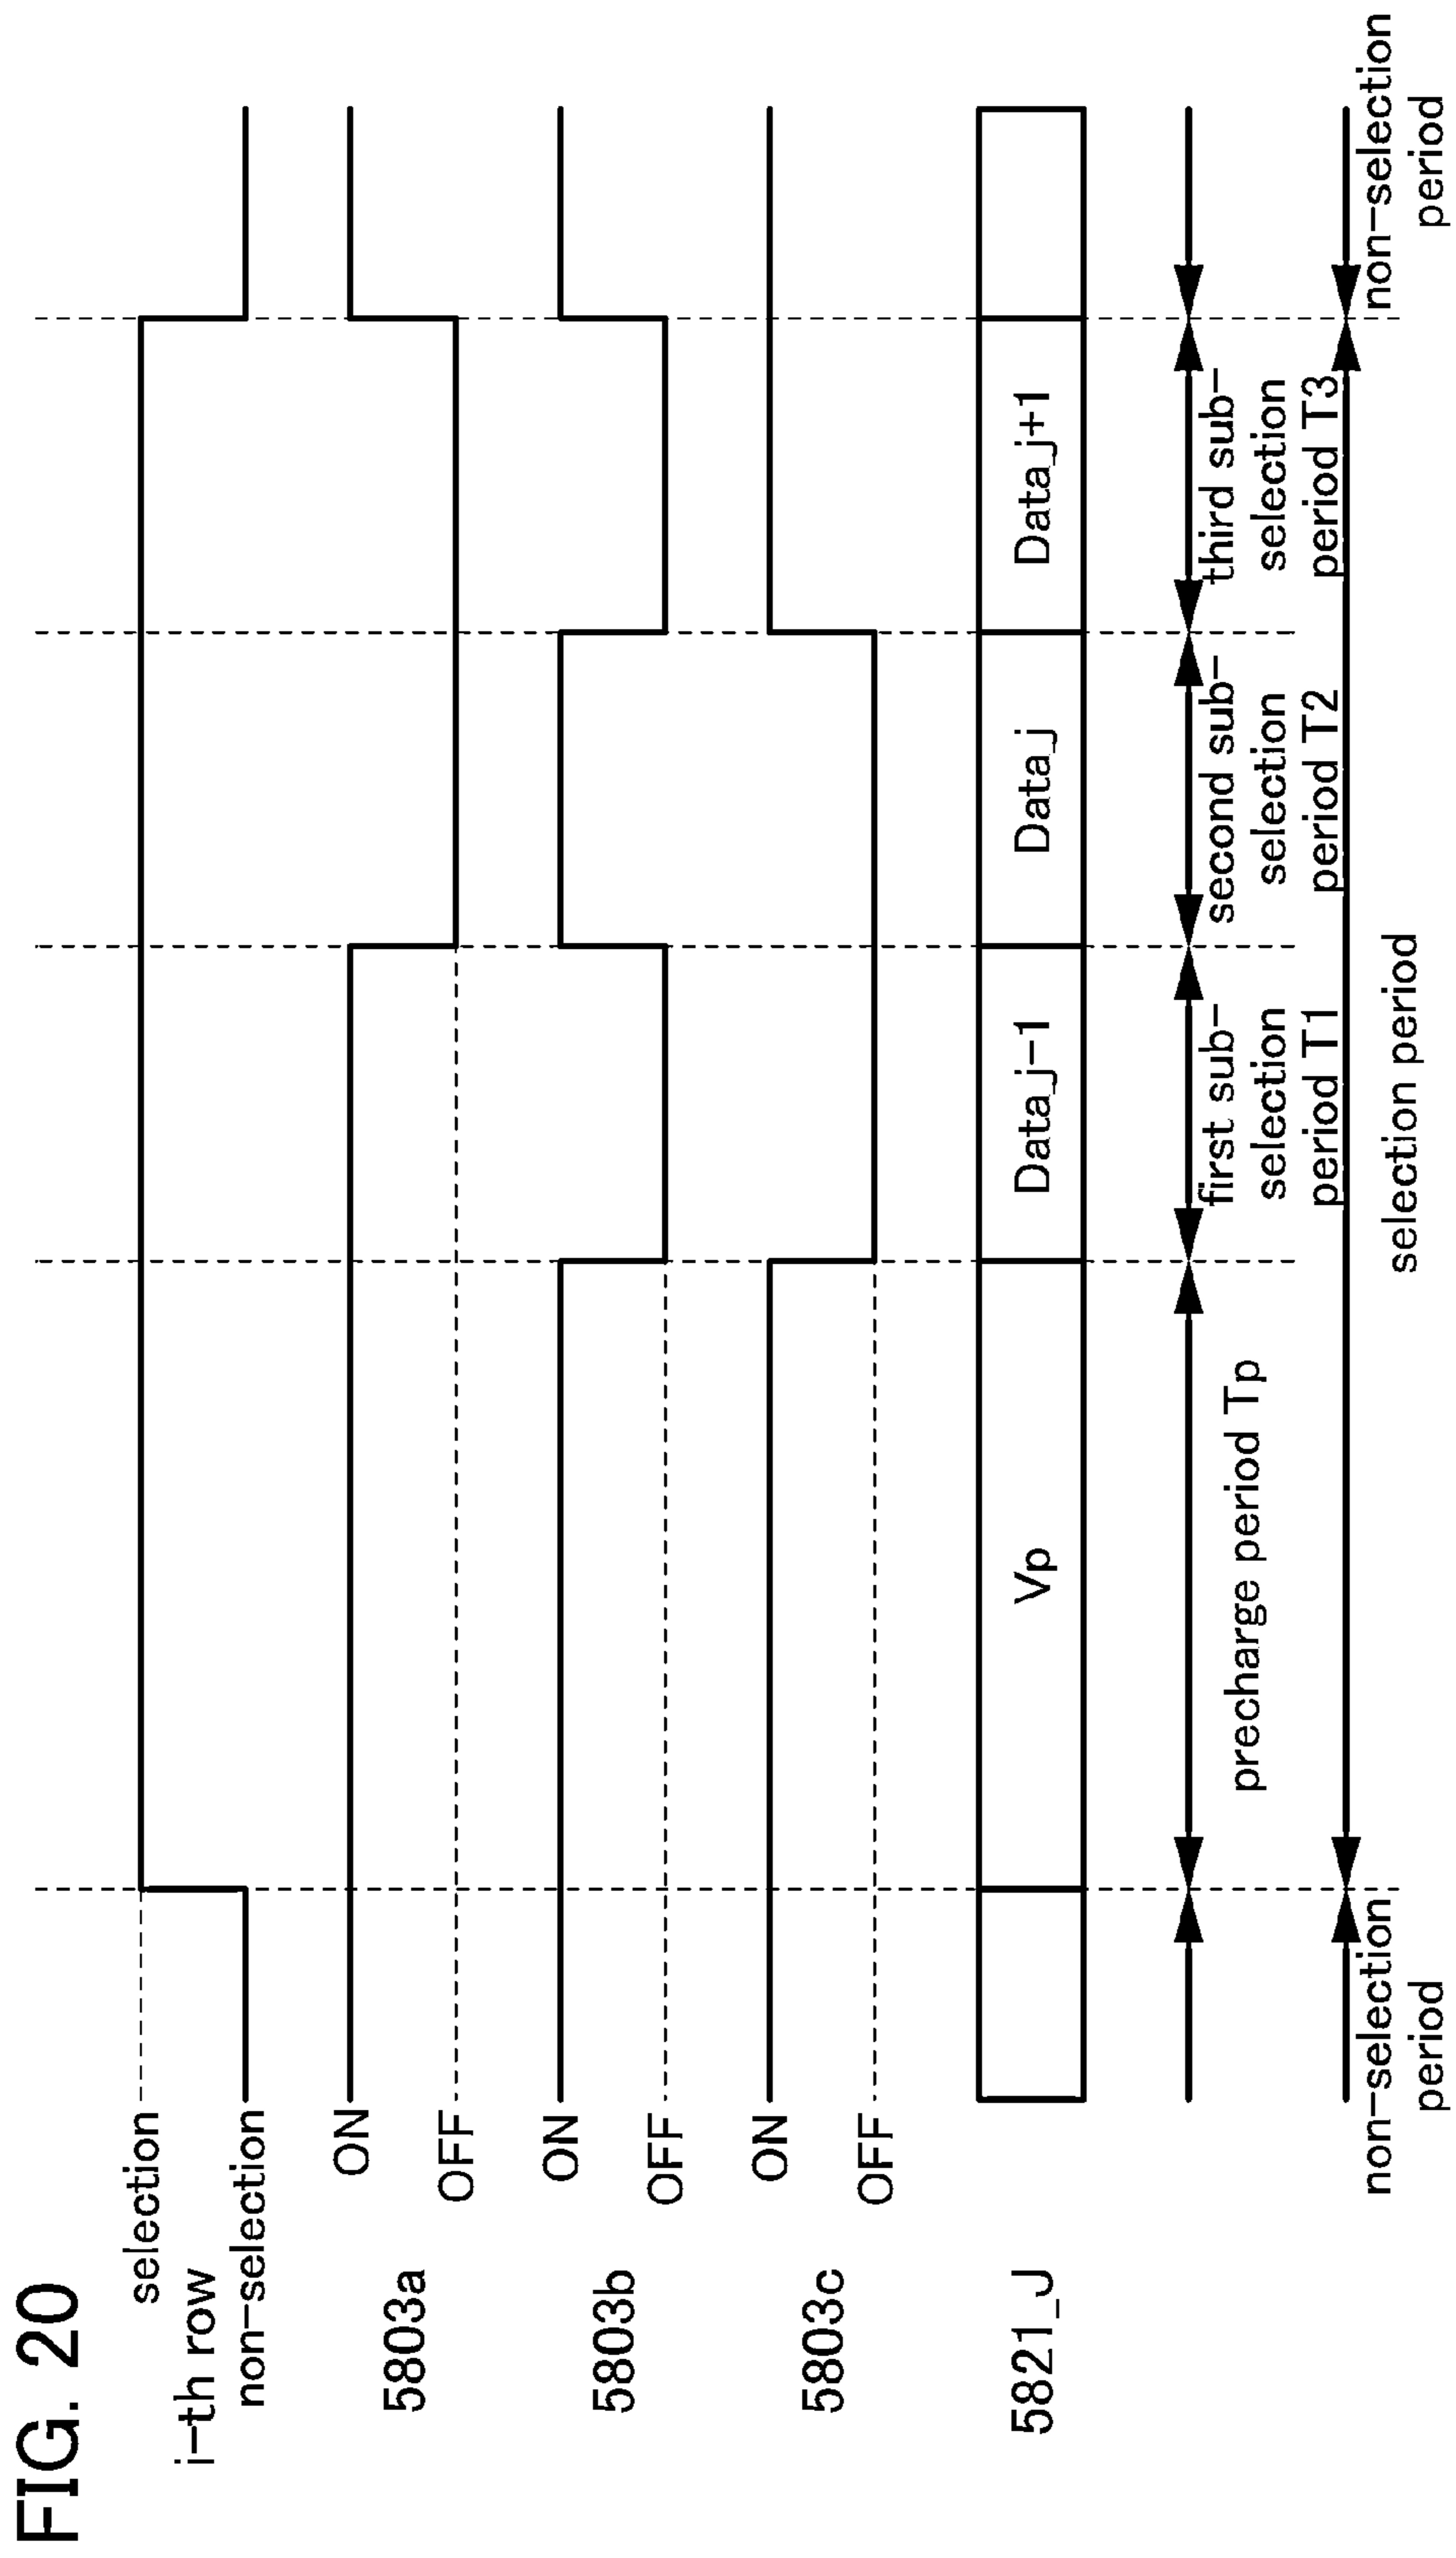 FIG. 20
selection
i-th row
non-selection
ON
5803a
OFF
ON
5803b
OFF
ON
5803c
OFF
5821_J
Vp
Data_j-1
Data_j
Data_j+1
precharge period Tp
first sub-
selection
period T1
second sub-
selection
period T2
third sub-
selection
period T3
non-selection
period
selection period
non-selection
period